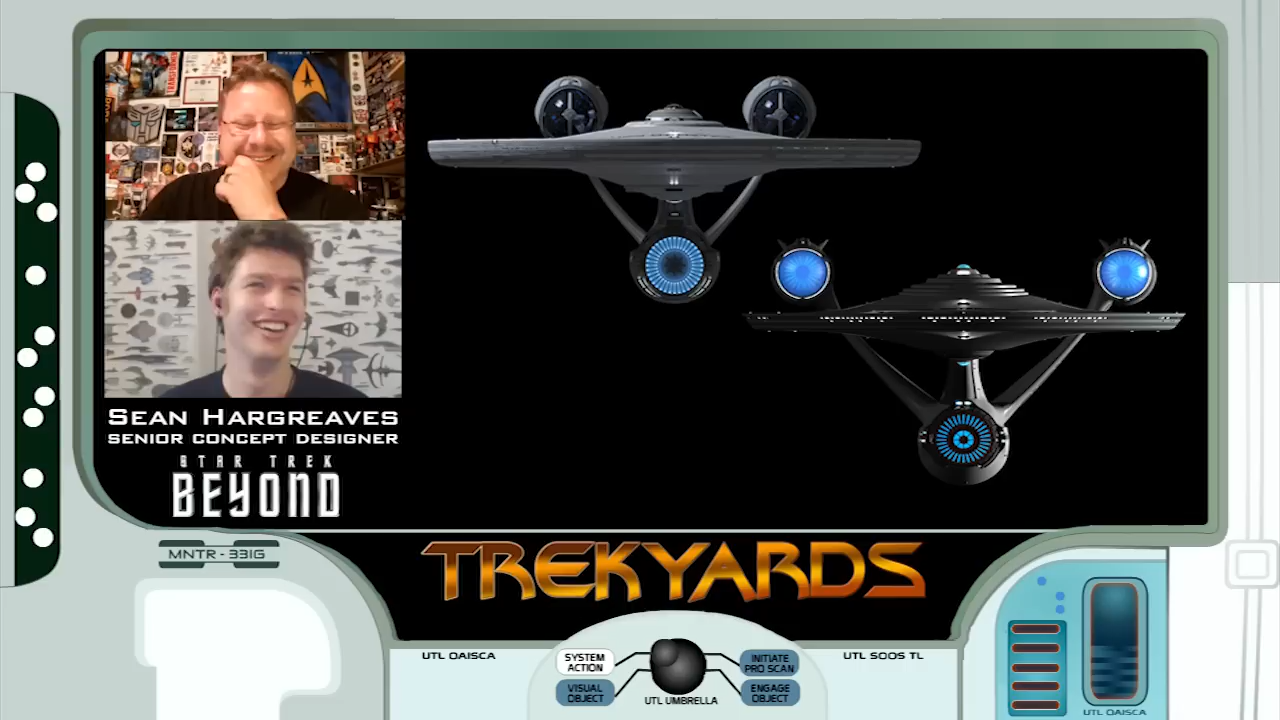 TRANSFORMERS
SEAN HARGREAVES
SENIOR CONCEPT DESIGNER
STAR TREK
BEYOND
MNTR - 331G
TREKYARDS
UTL OAISCA
SYSTEM
ACTION
VISUAL
OBJECT
UTL UMBRELLA
INITIATE
PRO SCAN
ENGAGE
OBJECT
UTL SOOS TL
UTL OAISCA